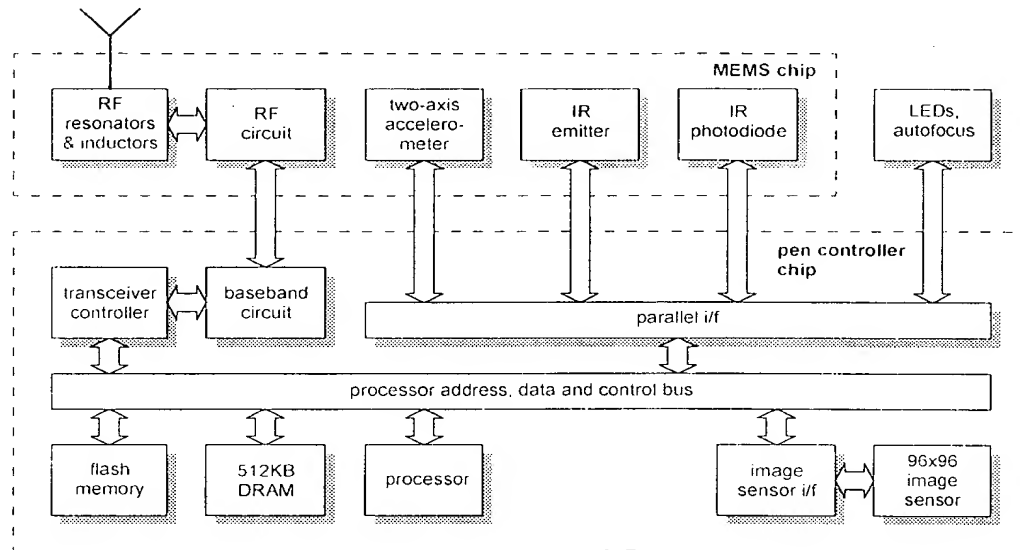 MEMS chip
RF
resonators
& inductors
RF
circuit
two-axis
accelero-
meter
IR
emitter
IR
photodiode
LEDs,
autofocus
pen controller
chip
transceiver
controller
baseband
circuit
parallel i/f
processor address, data and control bus
flash
memory
512KB
DRAM
processor
image
sensor i/f
96x96
image
sensor